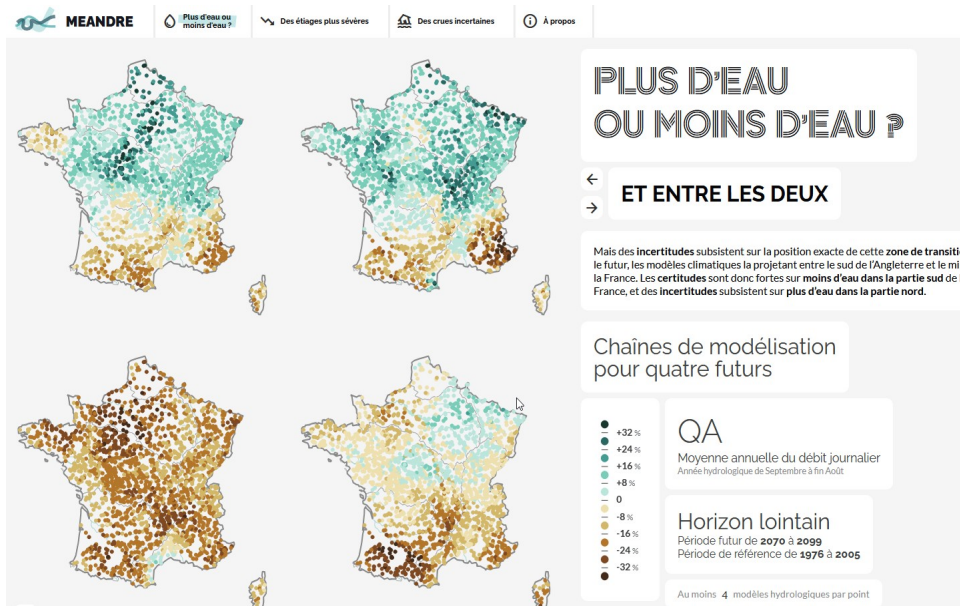 MEANDRE
Plus d'eau ou
moins d'eau ?
Des étiages plus sévères
Des crues incertaines
À propos
PLUS D'EAU
OU MOINS D'EAU ?
ET ENTRE LES DEUX
Mais des incertitudes subsistent sur la position exacte de cette zone de transiti
le futur, les modèles climatiques la projetant entre le sud de l'Angleterre et le mi
la France. Les certitudes sont donc fortes sur moins d'eau dans la partie sud de
France, et des incertitudes subsistent sur plus d'eau dans la partie nord.
Chaînes de modélisation
pour quatre futurs
+32 %
+24 %
+16 %
+8 %
0
-8 %
-16 %
-24 %
-32 %
QA
Moyenne annuelle du débit journalier
Année hydrologique de Septembre à fin Août
Horizon lointain
Période futur de 2070 à 2099
Période de référence de 1976 à 2005
Au moins 4 modèles hydrologiques par point